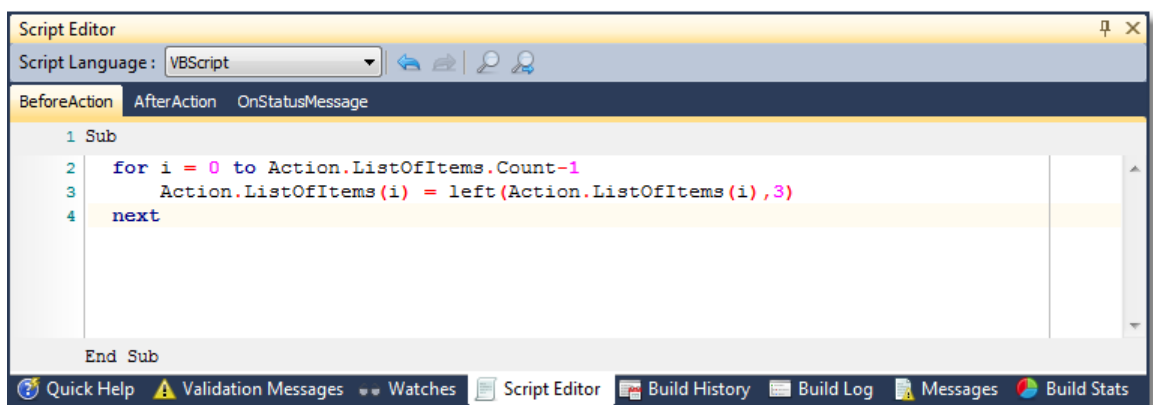 Script Editor
Script Language : VBScript
BeforeAction AfterAction OnStatusMessage
1 Sub
2 for i = 0 to Action.ListOfItems.Count-1
3 Action.ListOfItems(i) = left(Action.ListOfItems(i),3)
4 next
End Sub
Quick Help Validation Messages Watches Script Editor Build History Build Log Messages Build Stats